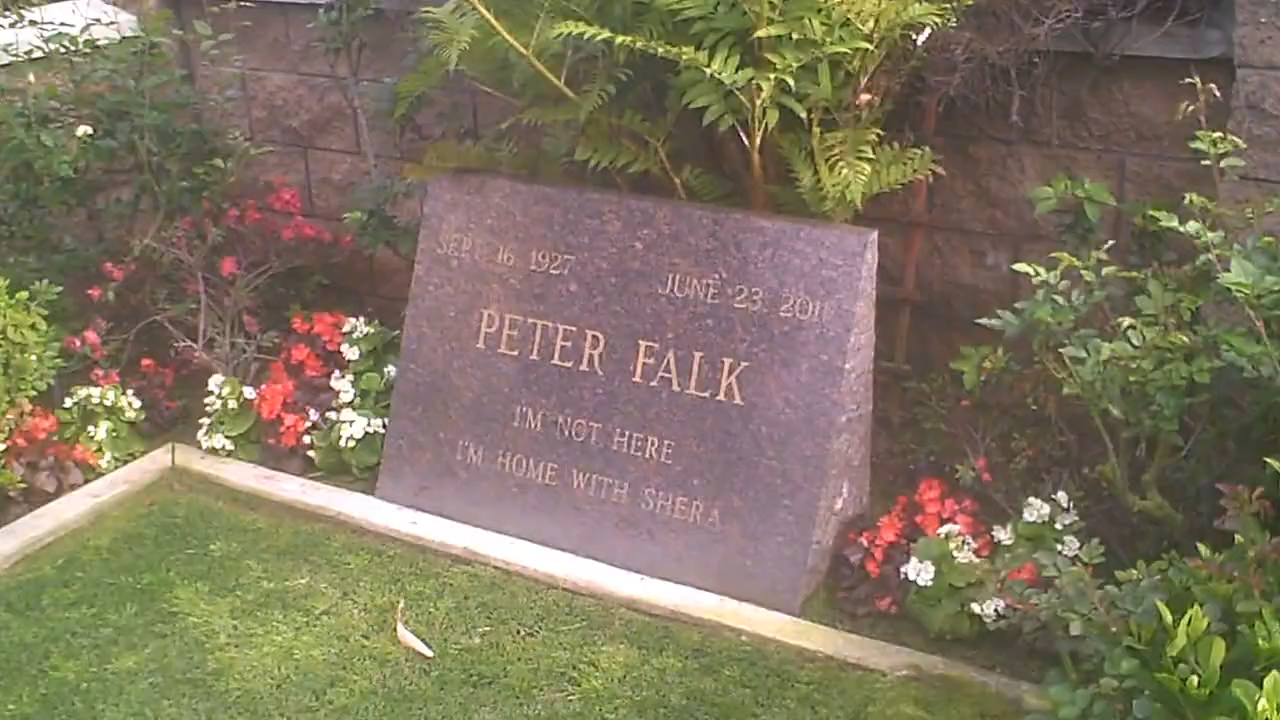 SEPT. 16 1927
JUNE 23 2011
PETER FALK
I'M NOT HERE
I'M HOME WITH SHERA